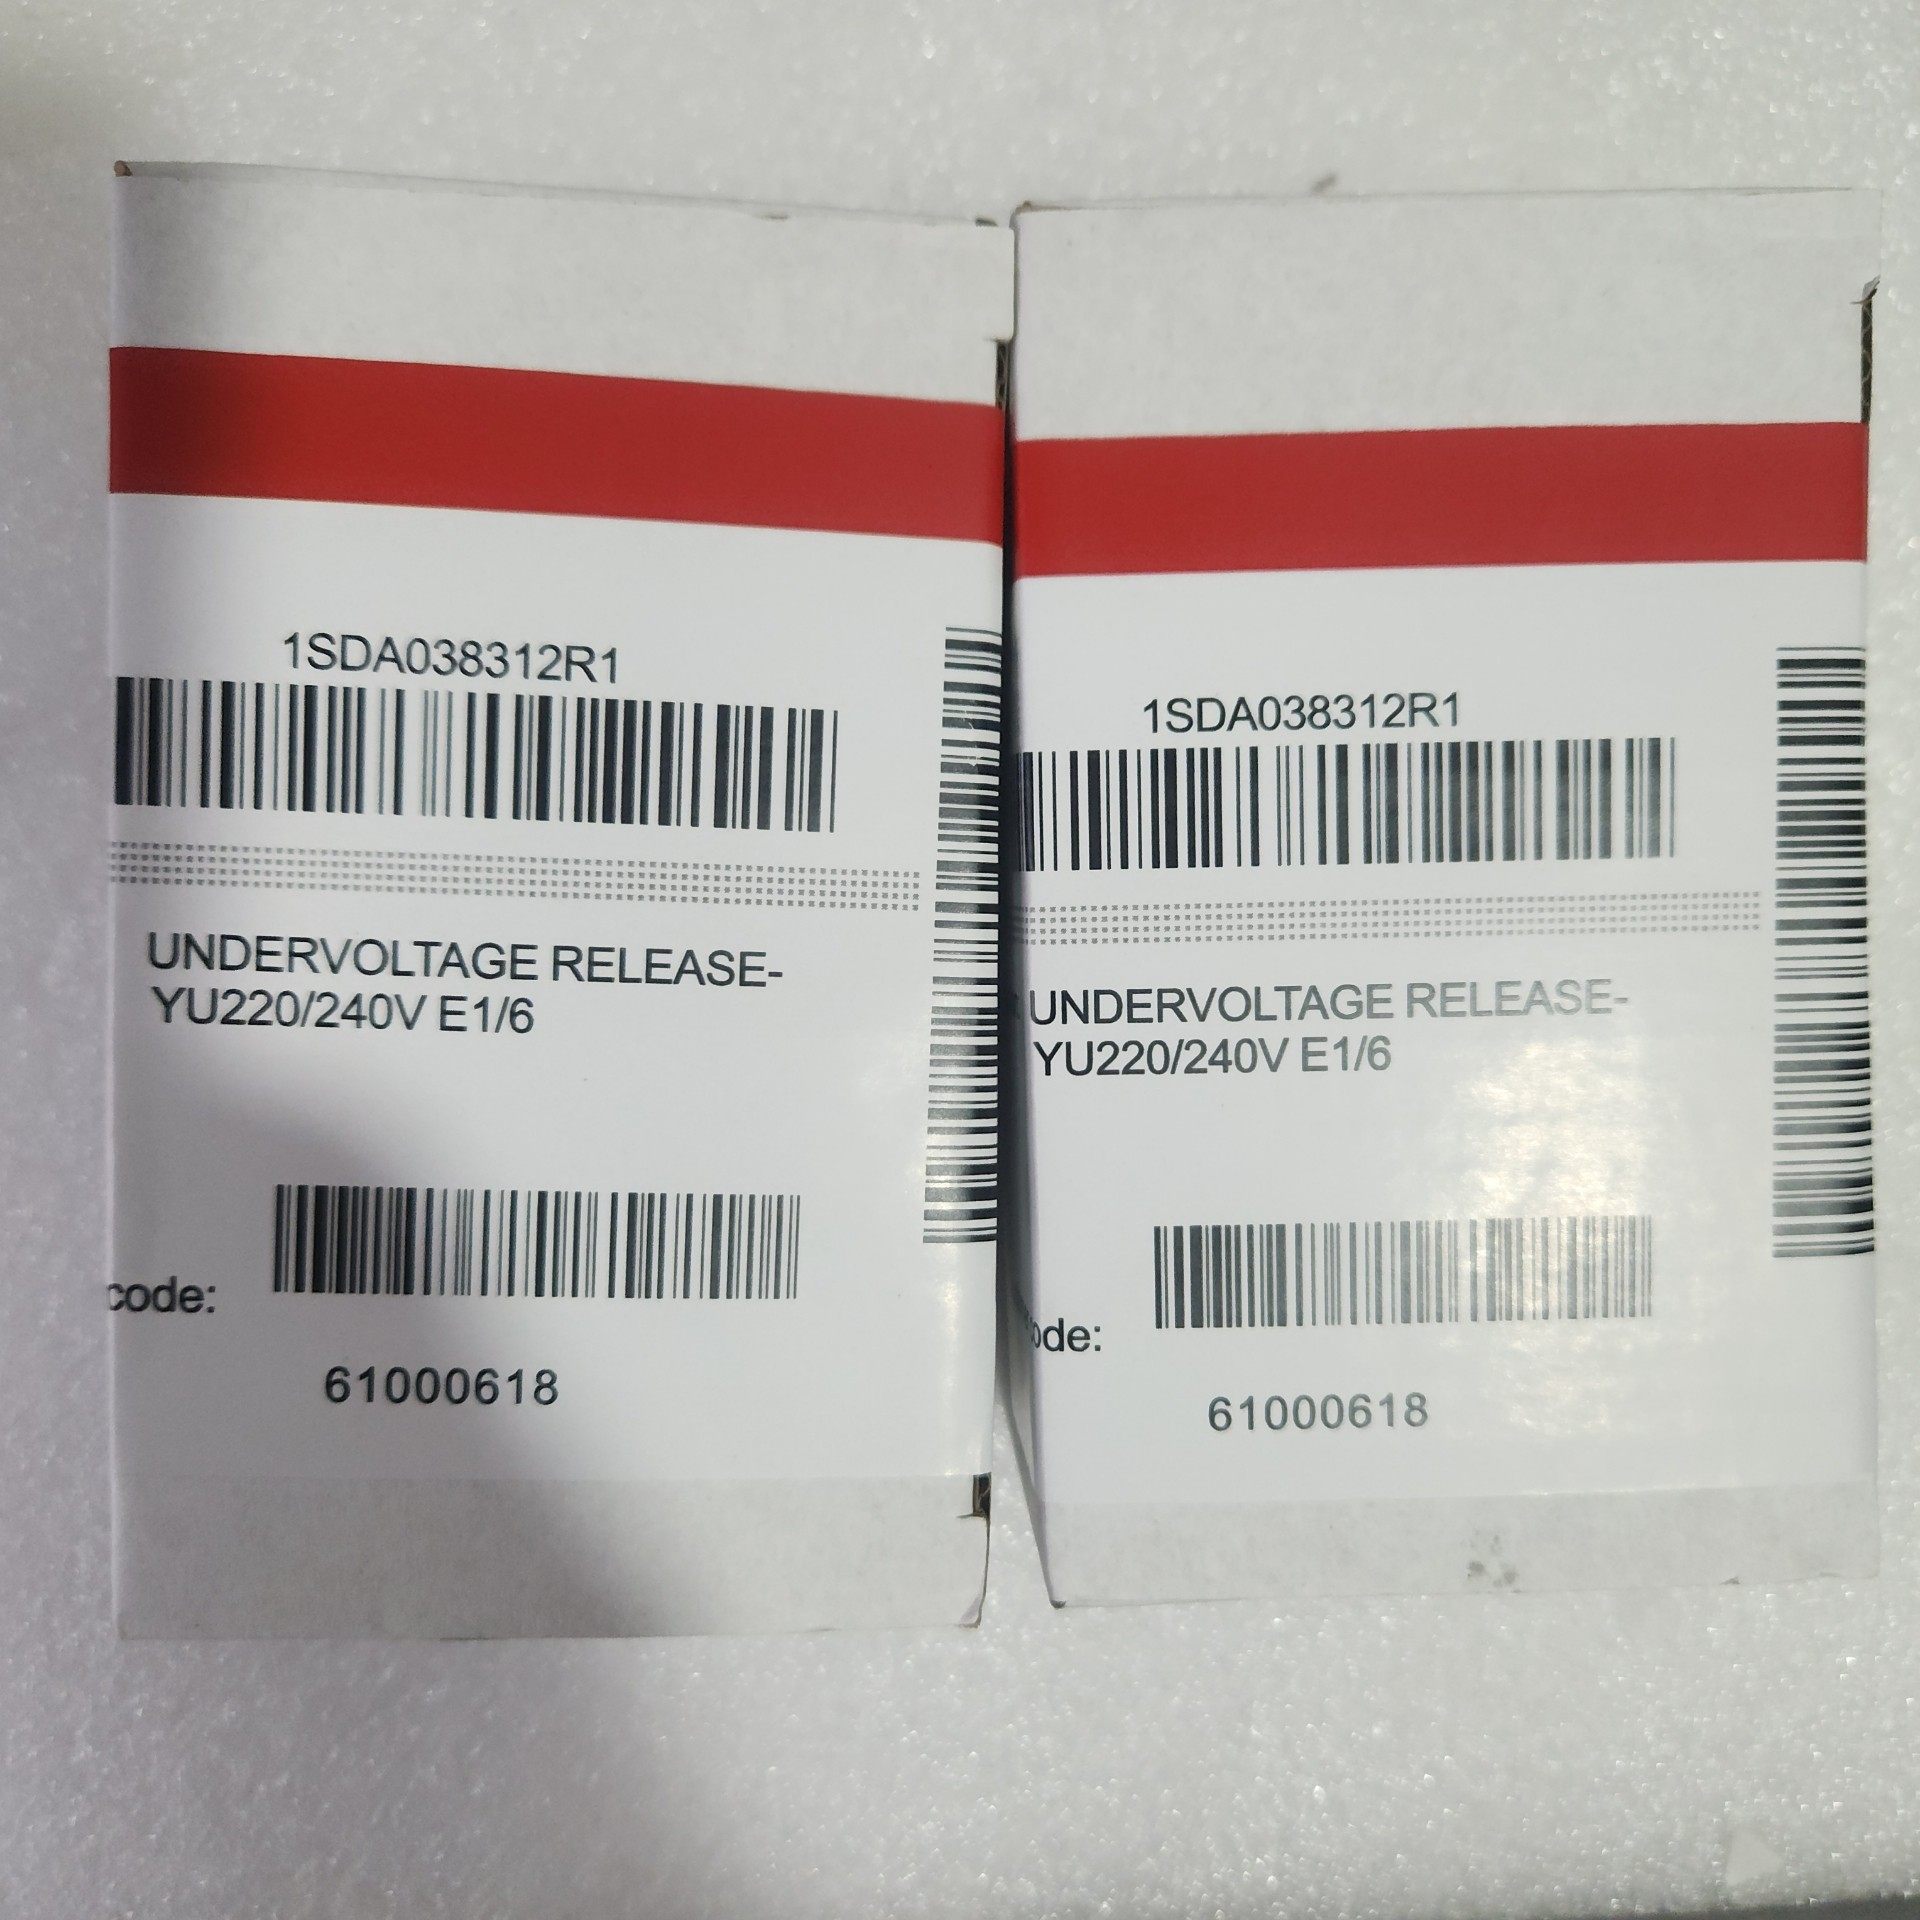 1SDA038312R1
UNDERVOLTAGE RELEASE-
YU220/240V E1/6
code:
61000618
1SDA038312R1
UNDERVOLTAGE RELEASE-
YU220/240V E1/6
ode:
61000618